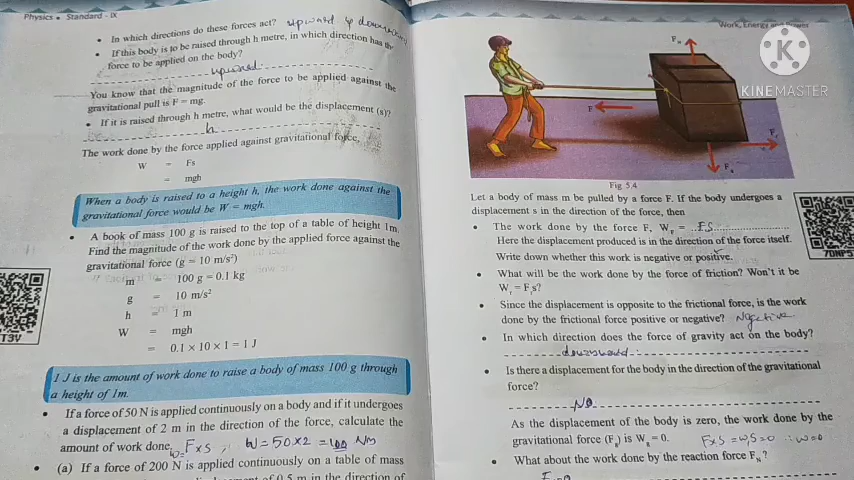 Physics • Standard - IX
• In which directions do these forces act? upward & downward
• If this body is to be raised through h metre, in which direction has the
force to be applied on the body?
upward
You know that the magnitude of the force to be applied against the
gravitational pull is F = mg.
• If it is raised through h metre, what would be the displacement (s)?
h
The work done by the force applied against gravitational force,
W = Fs
= mgh
When a body is raised to a height h, the work done against the
gravitational force would be W = mgh.
• A book of mass 100 g is raised to the top of a table of height 1m.
Find the magnitude of the work done by the applied force against the
gravitational force (g = 10 m/s²)
m = 100 g = 0.1 kg
g = 10 m/s²
h = 1 m
W = mgh
= 0.1 × 10 × 1 = 1 J
1 J is the amount of work done to raise a body of mass 100 g through
a height of 1m.
• If a force of 50 N is applied continuously on a body and if it undergoes
a displacement of 2 m in the direction of the force, calculate the
amount of work done. W=F×S, W=50×2 =100 Nm
• (a) If a force of 200 N is applied continuously on a table of mass
of 0.5 m in the direction of
T3V
Work, Energy and Power
KINEMASTER
F
Fig 5.4
Let a body of mass m be pulled by a force F. If the body undergoes a
displacement s in the direction of the force, then
• The work done by the force F, W = FS
Here the displacement produced is in the direction of the force itself.
Write down whether this work is negative or positive.
• What will be the work done by the force of friction? Won't it be
W = F s?
• Since the displacement is opposite to the frictional force, is the work
done by the frictional force positive or negative? Negative
• In which direction does the force of gravity act on the body?
downward
• Is there a displacement for the body in the direction of the gravitational
force?
No
As the displacement of the body is zero, the work done by the
gravitational force (Fg) is Wg = 0.
• What about the work done by the reaction force FN?
7DNP5